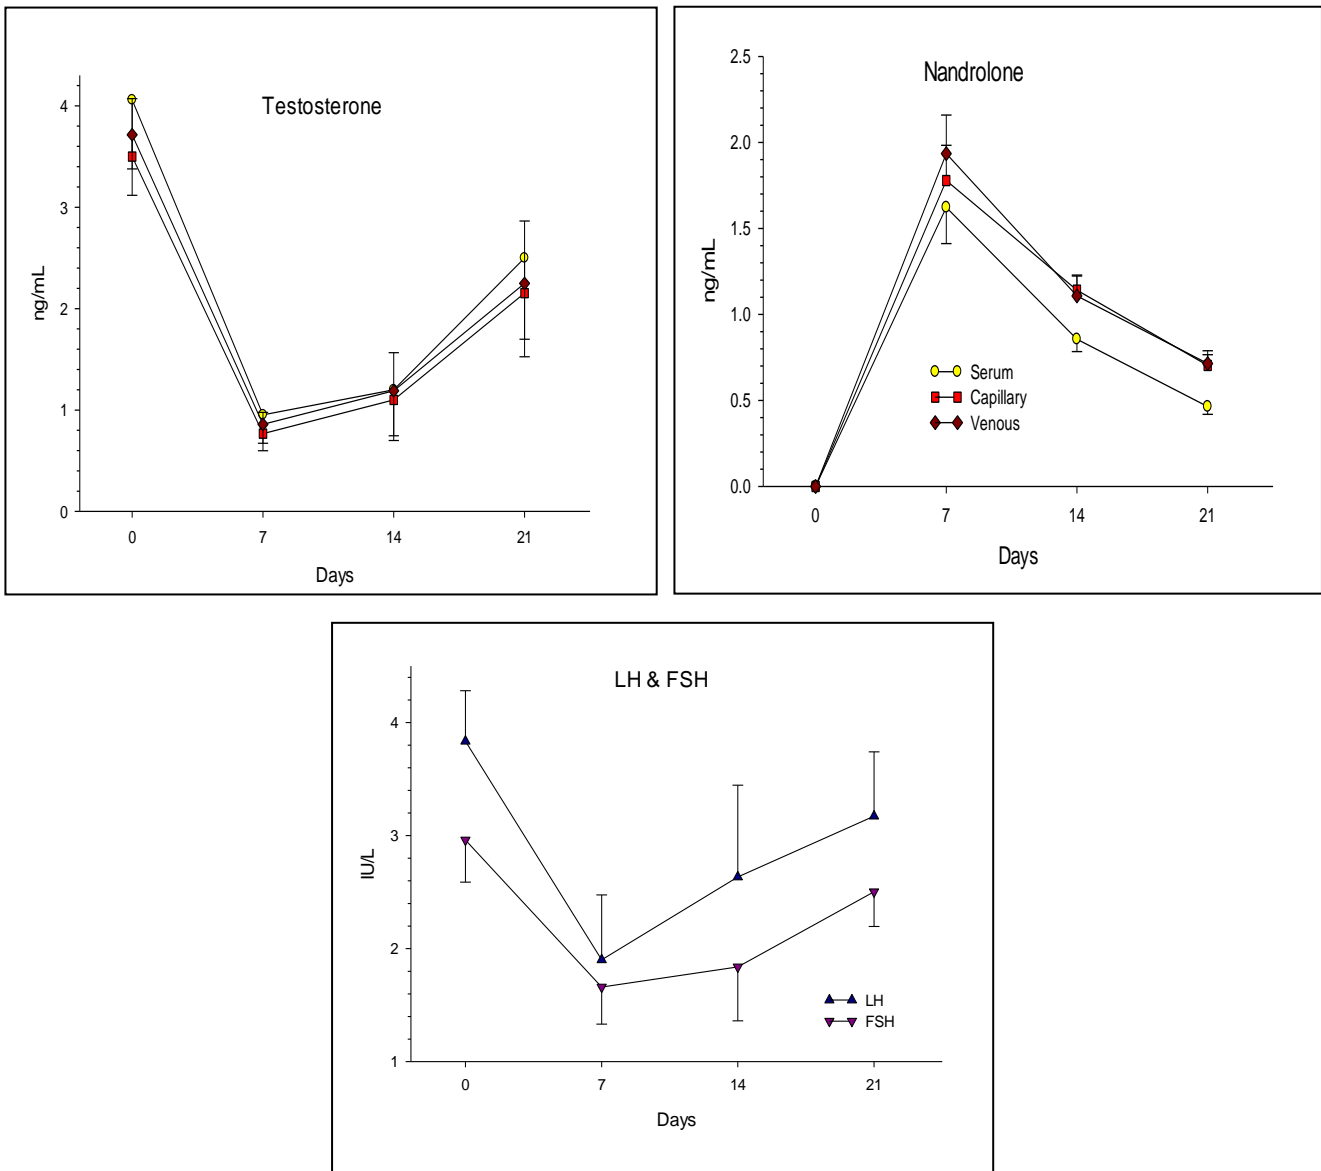 Testosterone
4
3
2
1
0
ng/mL
0 7 14 21
Days
Nandrolone
2.5
2.0
1.5
1.0
0.5
0.0
ng/mL
Serum
Capillary
Venous
0 7 14 21
Days
LH & FSH
4
3
2
1
IU/L
LH
FSH
0 7 14 21
Days